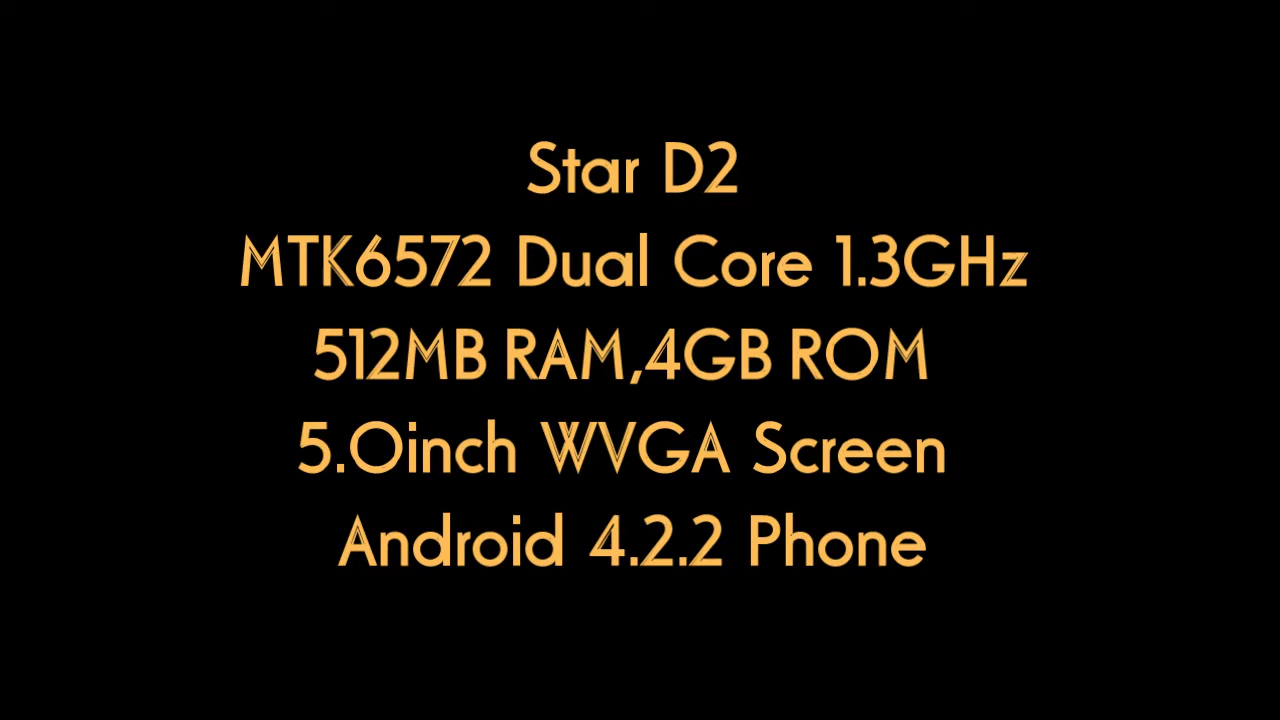 Star D2
MTK6572 Dual Core 1.3GHz
512MB RAM,4GB ROM
5.0inch WVGA Screen
Android 4.2.2 Phone